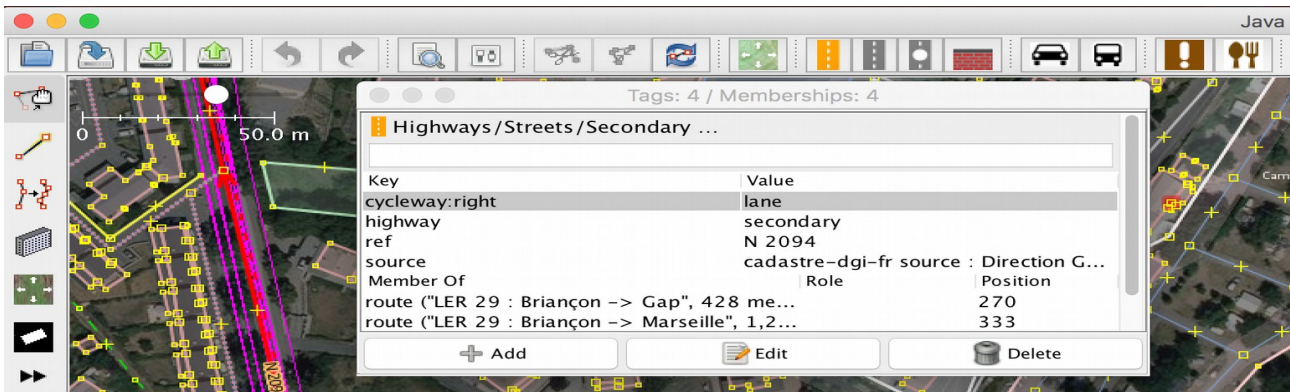 Java
0 50.0 m
Tags: 4 / Memberships: 4
Highways/Streets/Secondary ...
Key Value
cycleway:right lane
highway secondary
ref N 2094
source cadastre-dgi-fr source : Direction G...
Member Of Role Position
route ("LER 29 : Briançon -> Gap", 428 me... 270
route ("LER 29 : Briançon -> Marseille", 1,2... 333
Add Edit Delete
Cam
N 209